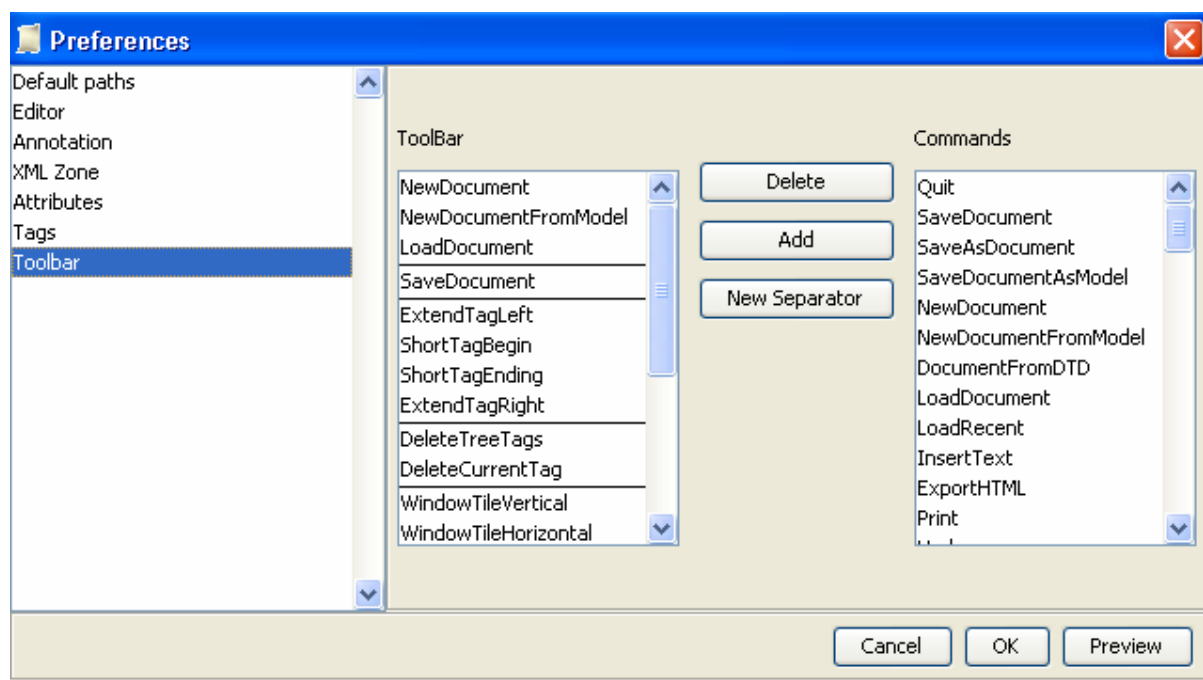 Preferences
Default paths
Editor
Annotation
XML Zone
Attributes
Tags
Toolbar
ToolBar
NewDocument
NewDocumentFromModel
LoadDocument
SaveDocument
ExtendTagLeft
ShortTagBegin
ShortTagEnding
ExtendTagRight
DeleteTreeTags
DeleteCurrentTag
WindowTileVertical
WindowTileHorizontal
Delete
Add
New Separator
Commands
Quit
SaveDocument
SaveAsDocument
SaveDocumentAsModel
NewDocument
NewDocumentFromModel
DocumentFromDTD
LoadDocument
LoadRecent
InsertText
ExportHTML
Print
Cancel
OK
Preview